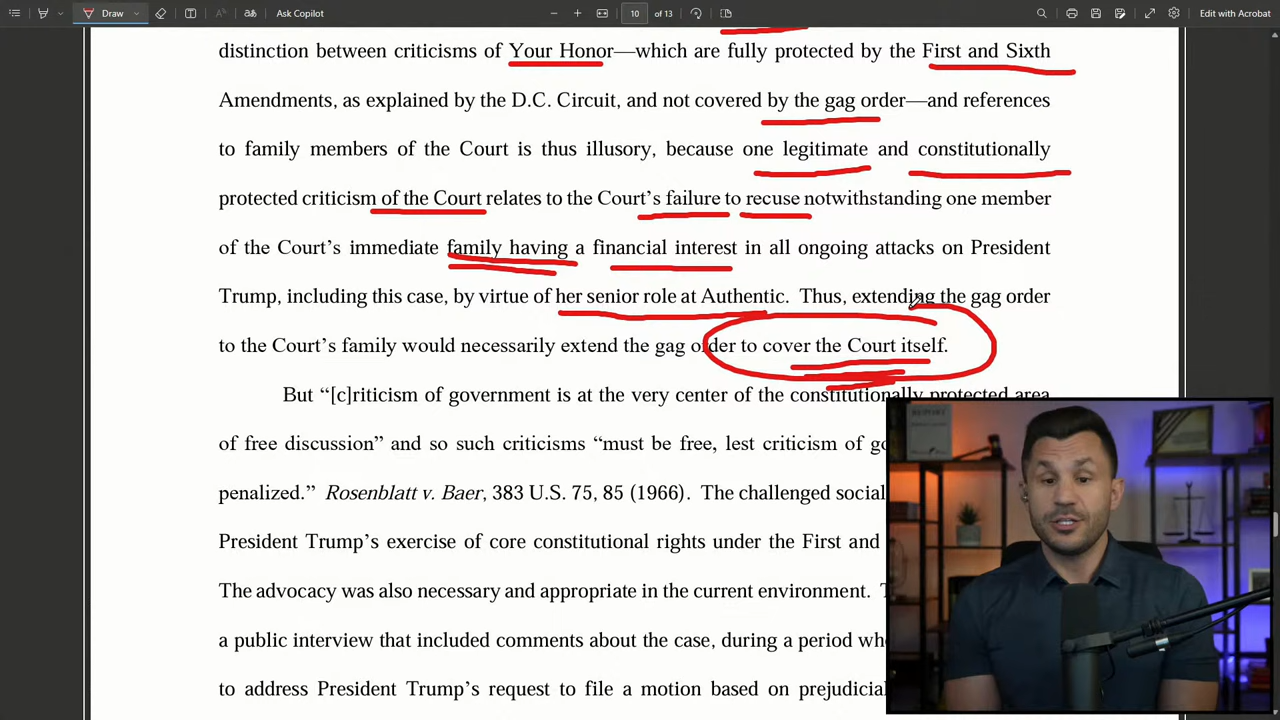 Draw
Ask Copilot
10
of 13
Edit with Acrobat
distinction between criticisms of Your Honor—which are fully protected by the First and Sixth
Amendments, as explained by the D.C. Circuit, and not covered by the gag order—and references
to family members of the Court is thus illusory, because one legitimate and constitutionally
protected criticism of the Court relates to the Court’s failure to recuse notwithstanding one member
of the Court’s immediate family having a financial interest in all ongoing attacks on President
Trump, including this case, by virtue of her senior role at Authentic. Thus, extending the gag order
to the Court’s family would necessarily extend the gag order to cover the Court itself.
But “[c]riticism of government is at the very center of the constitutionally protected area
of free discussion” and so such criticisms “must be free, lest criticism of
penalized.” Rosenblatt v. Baer, 383 U.S. 75, 85 (1966). The challenged social
President Trump’s exercise of core constitutional rights under the First and
The advocacy was also necessary and appropriate in the current environment.
a public interview that included comments about the case, during a period
to address President Trump’s request to file a motion based on prejudicial
REPORT